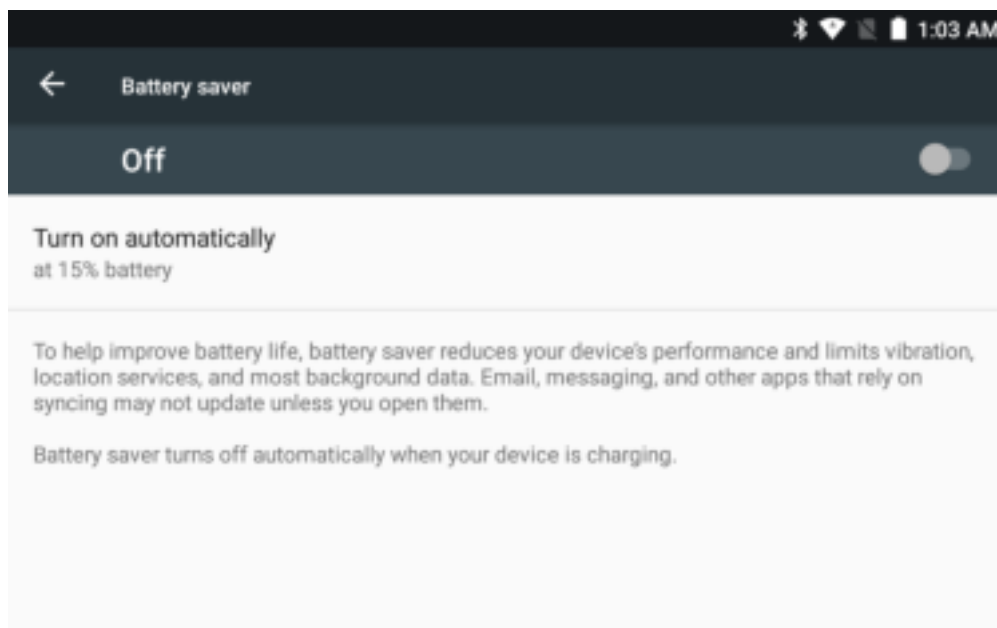 1:03 AM
Battery saver
Off
Turn on automatically
at 15% battery
To help improve battery life, battery saver reduces your device's performance and limits vibration,
location services, and most background data. Email, messaging, and other apps that rely on
syncing may not update unless you open them.
Battery saver turns off automatically when your device is charging.